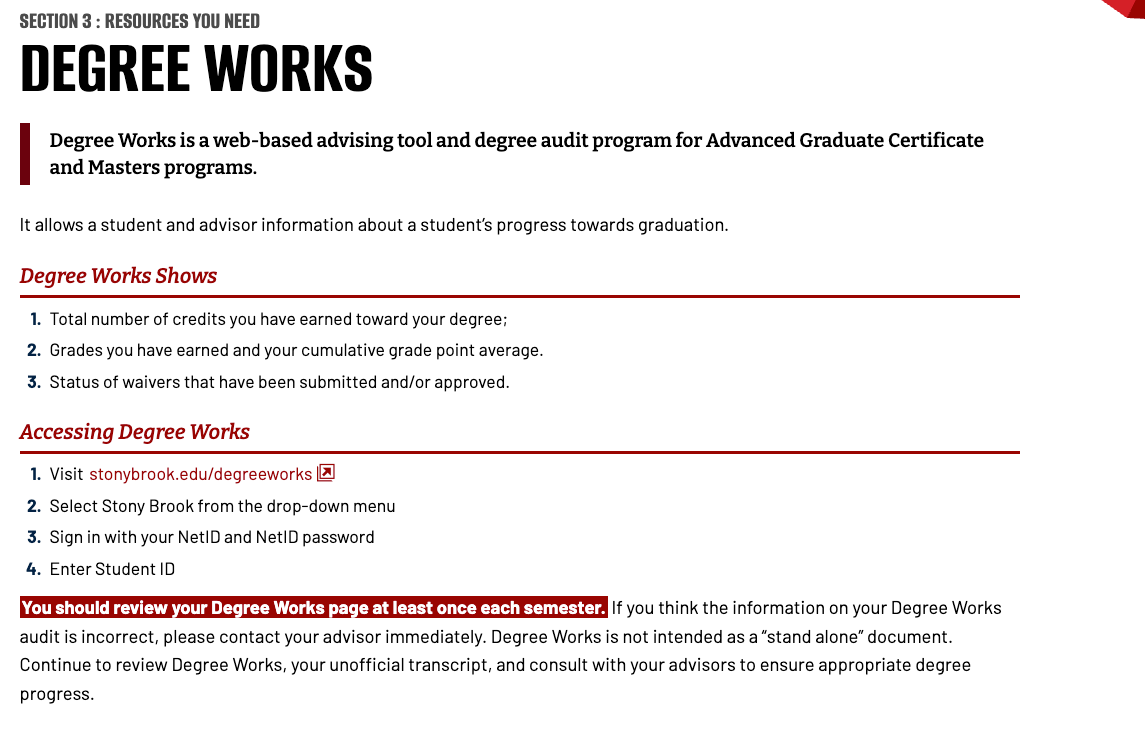 SECTION 3 : RESOURCES YOU NEED
DEGREE WORKS
Degree Works is a web-based advising tool and degree audit program for Advanced Graduate Certificate
and Masters programs.
It allows a student and advisor information about a student’s progress towards graduation.
Degree Works Shows
1. Total number of credits you have earned toward your degree;
2. Grades you have earned and your cumulative grade point average.
3. Status of waivers that have been submitted and/or approved.
Accessing Degree Works
1. Visit stonybrook.edu/degreeworks
2. Select Stony Brook from the drop-down menu
3. Sign in with your NetID and NetID password
4. Enter Student ID
You should review your Degree Works page at least once each semester. If you think the information on your Degree Works
audit is incorrect, please contact your advisor immediately. Degree Works is not intended as a “stand alone” document.
Continue to review Degree Works, your unofficial transcript, and consult with your advisors to ensure appropriate degree
progress.